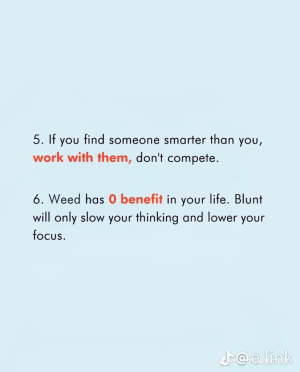 5. If you find someone smarter than you,
work with them, don't compete.
6. Weed has 0 benefit in your life. Blunt
will only slow your thinking and lower your
focus.